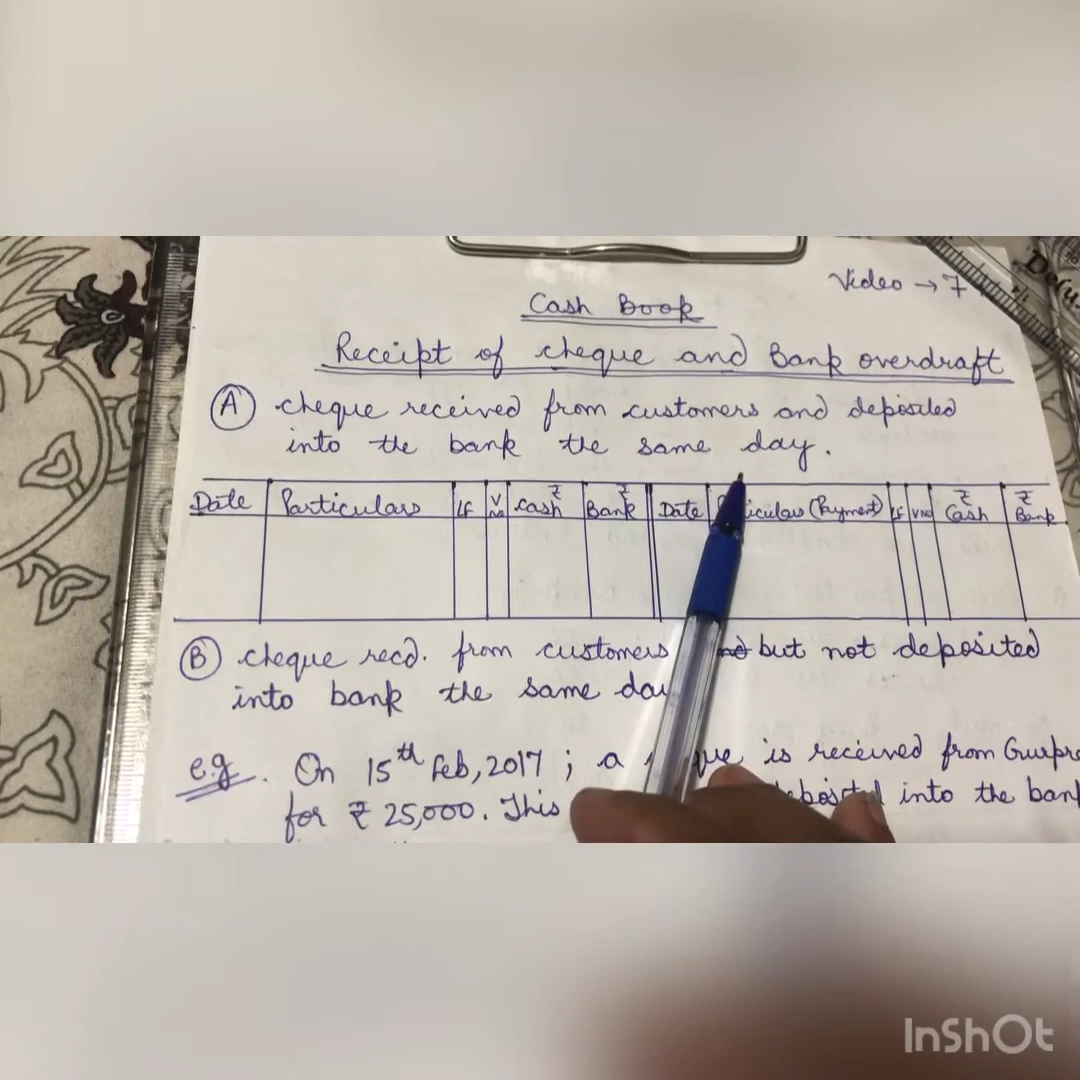 Video → 7
Cash Book
Receipt of cheque and Bank overdraft
(A) cheque received from customers and deposited
into the bank the same day.
Date Particulars LF V no ₹ Cash ₹ Bank Date (Payment) LF VNo ₹ Cash ₹ Bank
(B) cheque recd. from customers but not deposited
into bank the same
e.g. On 15th Feb, 2017 ; a is received from
for ₹ 25,000. This into the bank
InShOt